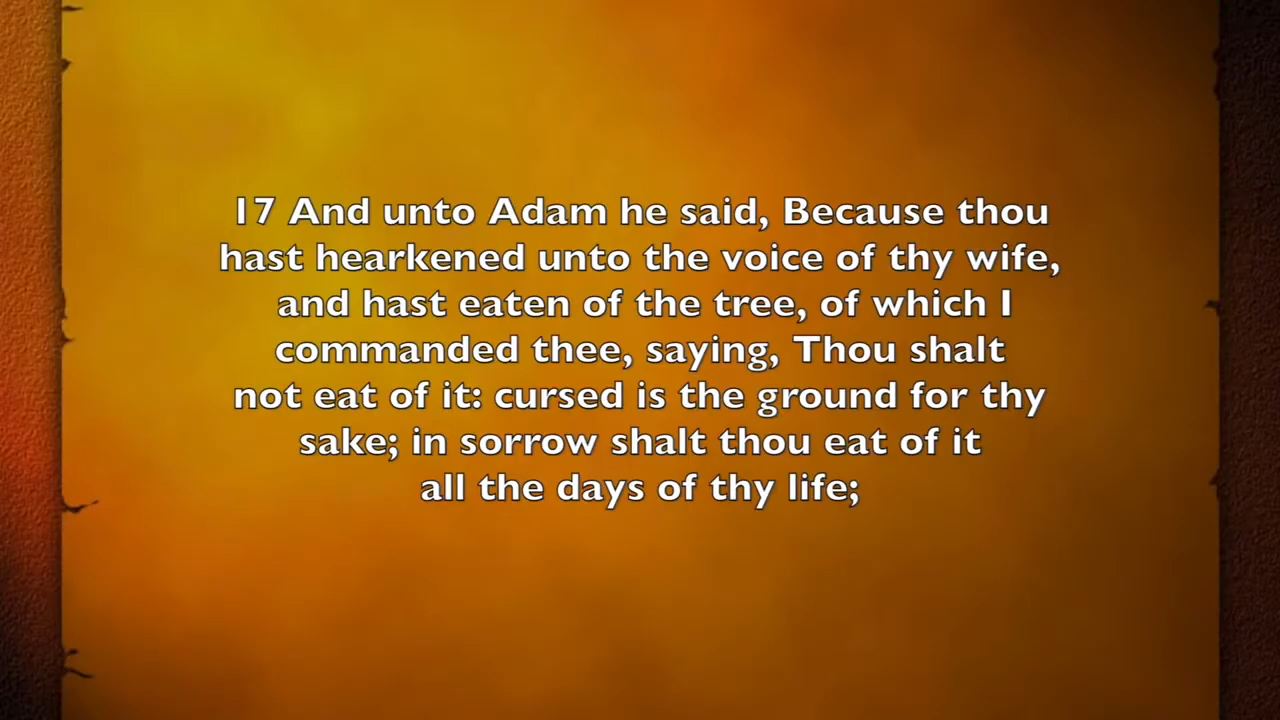 17 And unto Adam he said, Because thou
hast hearkened unto the voice of thy wife,
and hast eaten of the tree, of which I
commanded thee, saying, Thou shalt
not eat of it: cursed is the ground for thy
sake; in sorrow shalt thou eat of it
all the days of thy life;